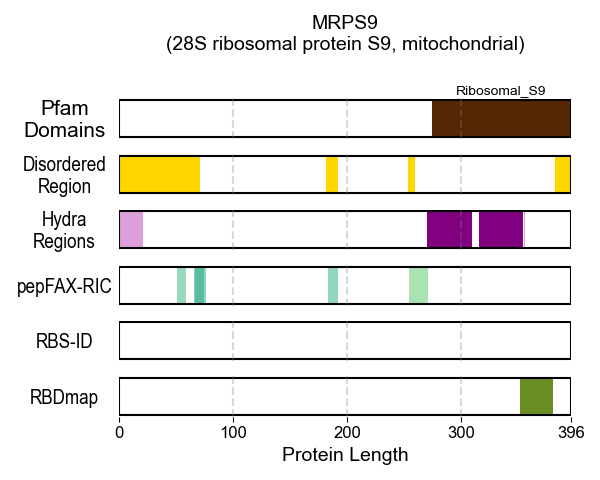 MRPS9
(28S ribosomal protein S9, mitochondrial)
Ribosomal_S9
Pfam
Domains
Disordered
Region
Hydra
Regions
pepFAX-RIC
RBS-ID
RBDmap
0 100 200 300 396
Protein Length